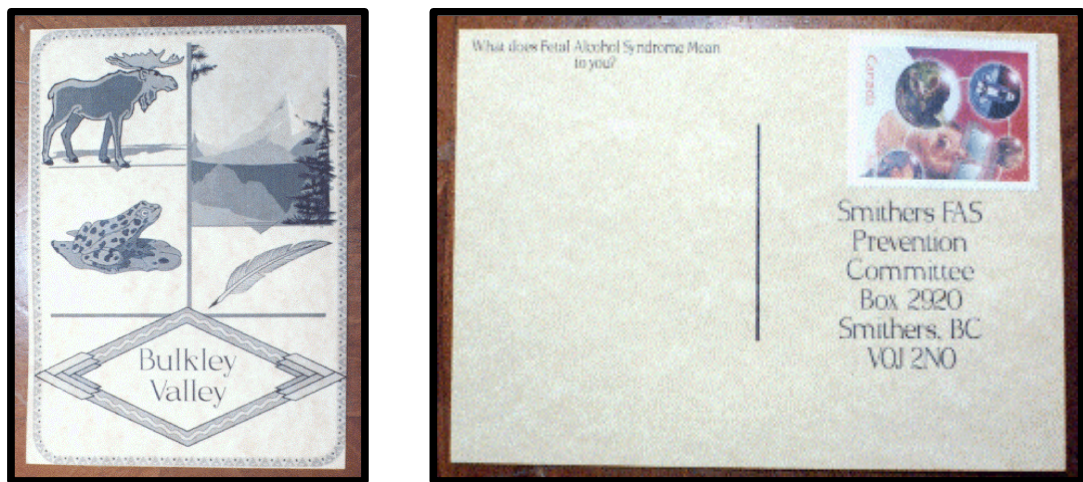 Bulkley
Valley
What does Fetal Alcohol Syndrome Mean
to you?
Canada
Smithers FAS
Prevention
Committee
Box 2920
Smithers, BC
V0J 2N0